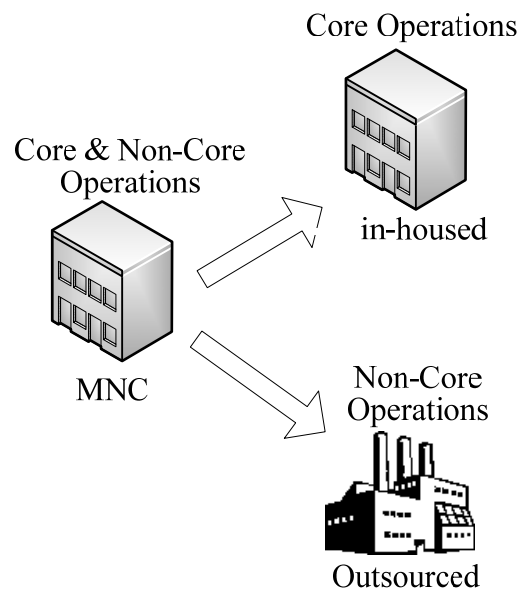 Core Operations
in-housed
Core & Non-Core
Operations
MNC
Non-Core
Operations
Outsourced